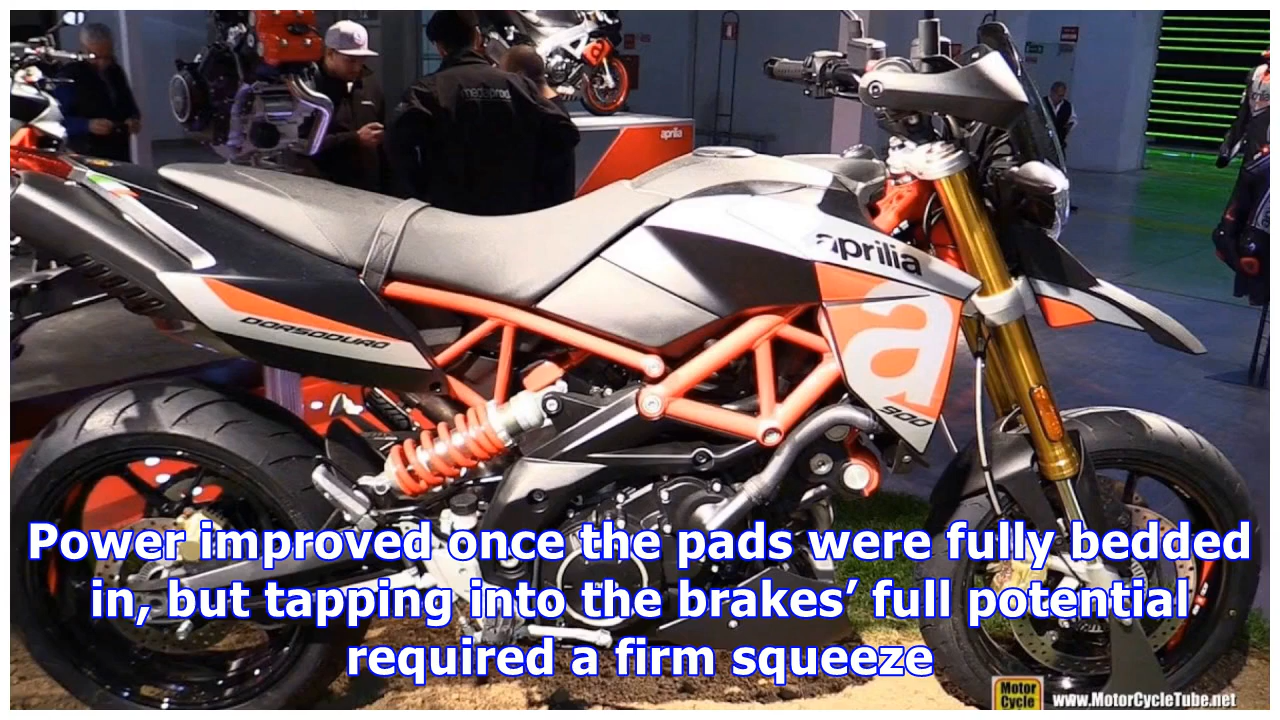 mediaprod
aprilia
aprilia
a
DORSODURO
900
Power improved once the pads were fully bedded
in, but tapping into the brakes’ full potential
required a firm squeeze
Motor
Cycle
www.MotorCycleTube.net